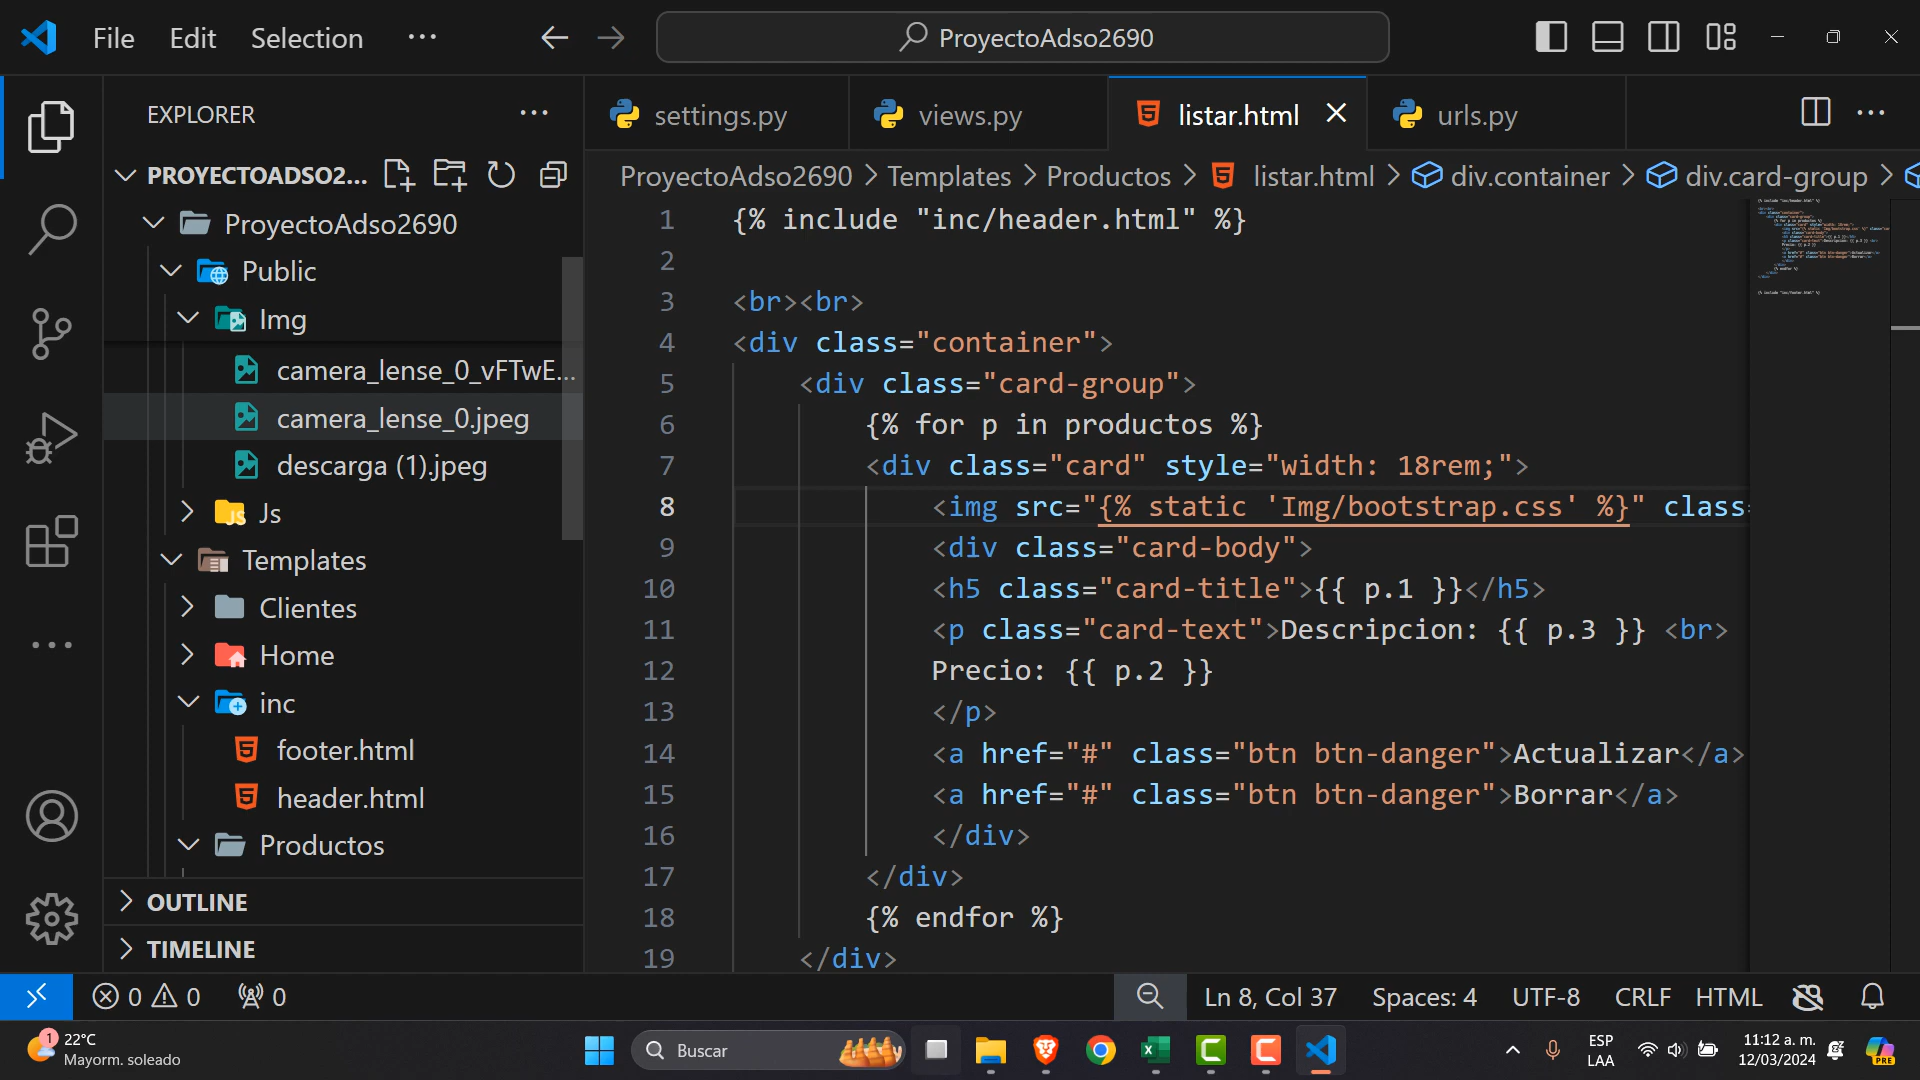 File Edit Selection ... ProyectoAdso2690
EXPLORER
settings.py views.py listar.html urls.py
PROYECTOADSO2...
ProyectoAdso2690 > Templates > Productos > listar.html > div.container > div.card-group >
ProyectoAdso2690
Public
Img
camera_lense_0_vFTwE...
camera_lense_0.jpeg
descarga (1).jpeg
Js
Templates
Clientes
Home
inc
footer.html
header.html
Productos
OUTLINE
TIMELINE
1 {% include "inc/header.html" %}
2
3 <br><br>
4 <div class="container">
5 <div class="card-group">
6 {% for p in productos %}
7 <div class="card" style="width: 18rem;">
8 <img src="{% static 'Img/bootstrap.css' %}" class=
9 <div class="card-body">
10 <h5 class="card-title">{{ p.1 }}</h5>
11 <p class="card-text">Descripcion: {{ p.3 }} <br>
12 Precio: {{ p.2 }}
13 </p>
14 <a href="#" class="btn btn-danger">Actualizar</a>
15 <a href="#" class="btn btn-danger">Borrar</a>
16 </div>
17 </div>
18 {% endfor %}
19 </div>
0 0 0 Ln 8, Col 37 Spaces: 4 UTF-8 CRLF HTML
1 22°C
Mayorm. soleado
Buscar
ESP
LAA
11:12 a. m.
12/03/2024
PRE